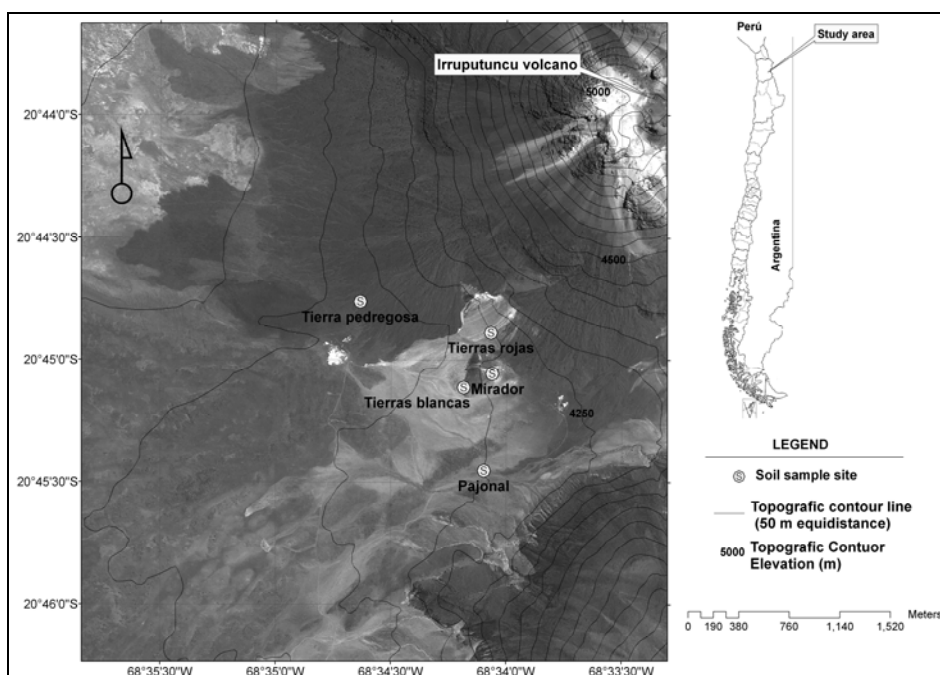 Irruputuncu volcano
5000
4500
Tierra pedregosa
Tierras rojas
Mirador
Tierras blancas
4250
Pajonal
S
S
S
S
S
20°44'0"S
20°44'30"S
20°45'0"S
20°45'30"S
20°46'0"S
68°35'30"W
68°35'0"W
68°34'30"W
68°34'0"W
68°33'30"W
Perú
Study area
Argentina
LEGEND
S Soil sample site
Topografic contour line
(50 m equidistance)
5000 Topografic Contuor
Elevation (m)
Meters
0 190 380 760 1,140 1,520